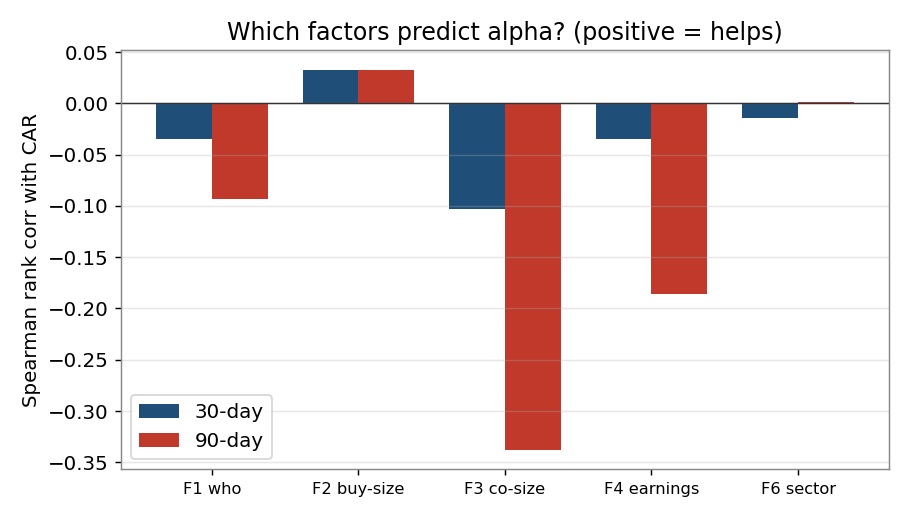 Which factors predict alpha? (positive = helps)
Spearman rank corr with CAR
0.05
0.00
−0.05
−0.10
−0.15
−0.20
−0.25
−0.30
−0.35
30-day
90-day
F1 who
F2 buy-size
F3 co-size
F4 earnings
F6 sector